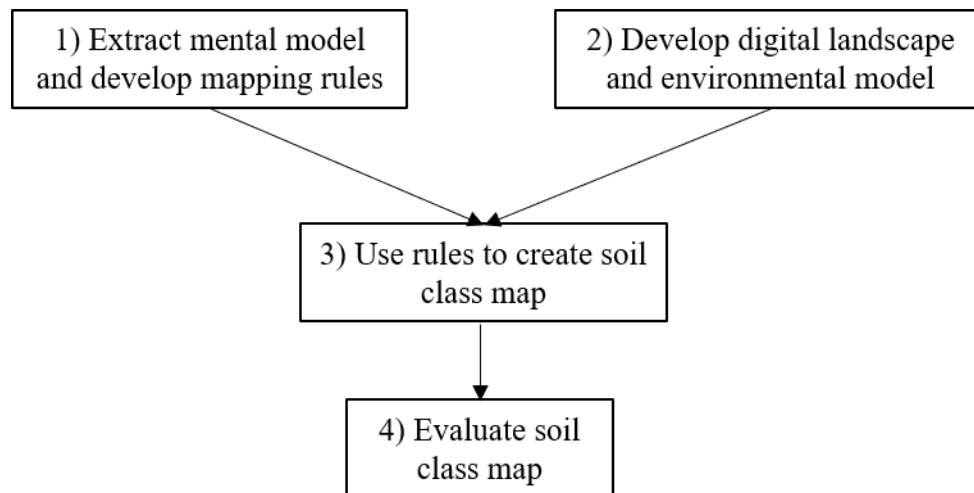 1) Extract mental model
and develop mapping rules
2) Develop digital landscape
and environmental model
3) Use rules to create soil
class map
4) Evaluate soil
class map